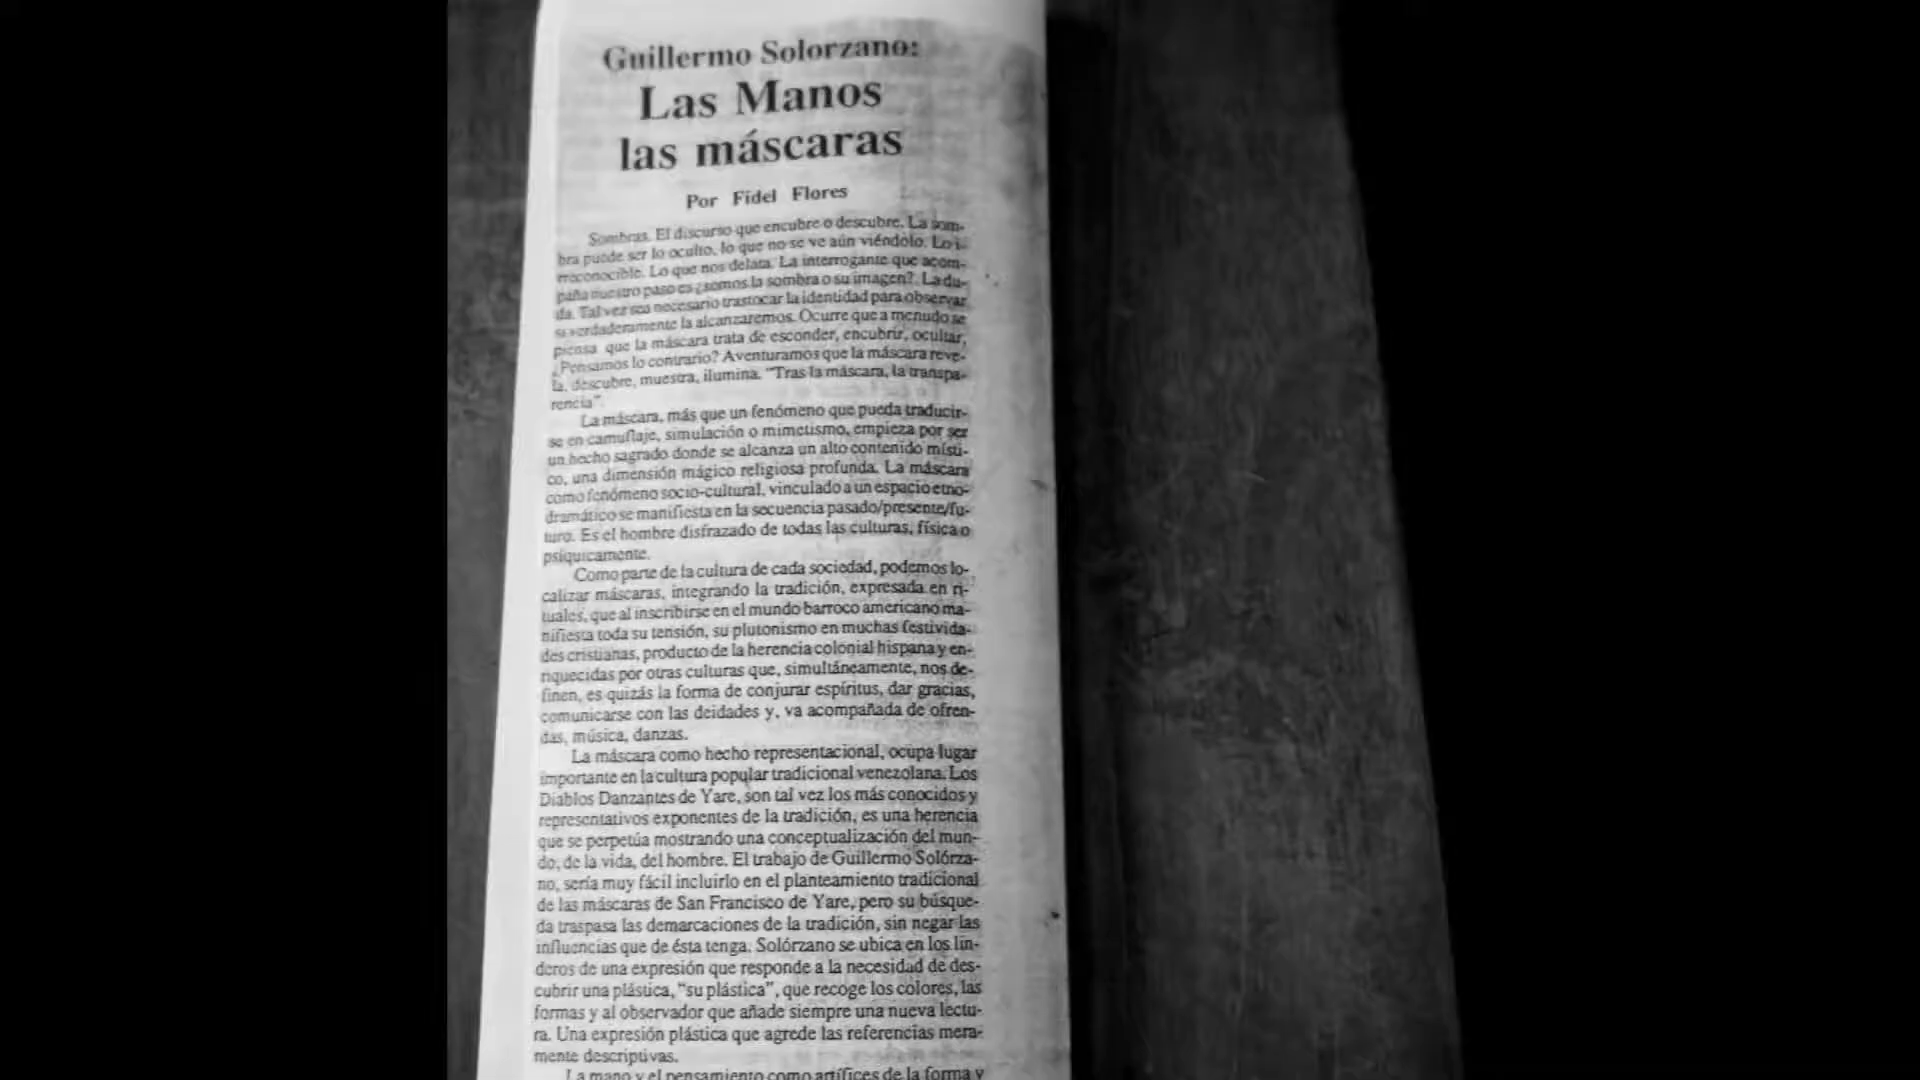 Guillermo Solorzano:
Las Manos
las máscaras
Por Fidel Flores
Sombras. El discurso que encubre o descubre. La som-
bra puede ser lo oculto, lo que no se ve aún viéndolo. Lo i-
rreconocible. Lo que nos delata. La interrogante que acom-
paña nuestro paso es ¿somos la sombra o su imagen?. La du-
da. Tal vez sea necesario trastocar la identidad para observar
si verdaderamente la alcanzaremos. Ocurre que a menudo se
piensa que la máscara trata de esconder, encubrir, ocultar,
¿Pensamos lo contrario? Aventuramos que la máscara reve-
la, descubre, muestra, ilumina. "Tras la máscara, la transpa-
rencia".
La máscara, más que un fenómeno que pueda traducir-
se en camuflaje, simulación o mimetismo, empieza por ser
un hecho sagrado donde se alcanza un alto contenido místi-
co, una dimensión mágico religiosa profunda. La máscara
como fenómeno socio-cultural, vinculado a un espacio etno-
dramático se manifiesta en la secuencia pasado/presente/fu-
turo. Es el hombre disfrazado de todas las culturas, física o
psíquicamente.
Como parte de la cultura de cada sociedad, podemos lo-
calizar máscaras, integrando la tradición, expresada en ri-
tuales, que al inscribirse en el mundo barroco americano ma-
nifiesta toda su tensión, su plutonismo en muchas festivida-
des cristianas, producto de la herencia colonial hispana y en-
riquecidas por otras culturas que, simultáneamente, nos de-
finen, es quizás la forma de conjurar espíritus, dar gracias,
comunicarse con las deidades y, va acompañada de ofren-
das, música, danzas.
La máscara como hecho representacional, ocupa lugar
importante en la cultura popular tradicional venezolana. Los
Diablos Danzantes de Yare, son tal vez los más conocidos y
representativos exponentes de la tradición, es una herencia
que se perpetúa mostrando una conceptualización del mun-
do, de la vida, del hombre. El trabajo de Guillermo Solórza-
no, sería muy fácil incluirlo en el planteamiento tradicional
de las máscaras de San Francisco de Yare, pero su búsque-
da traspasa las demarcaciones de la tradición, sin negar las
influencias que de ésta tenga. Solórzano se ubica en los lin-
deros de una expresión que responde a la necesidad de des-
cubrir una plástica, "su plástica", que recoge los colores, las
formas y al observador que añade siempre una nueva lectu-
ra. Una expresión plástica que agrede las referencias mera-
mente descriptivas.
La mano y el pensamiento como artífices de la forma y